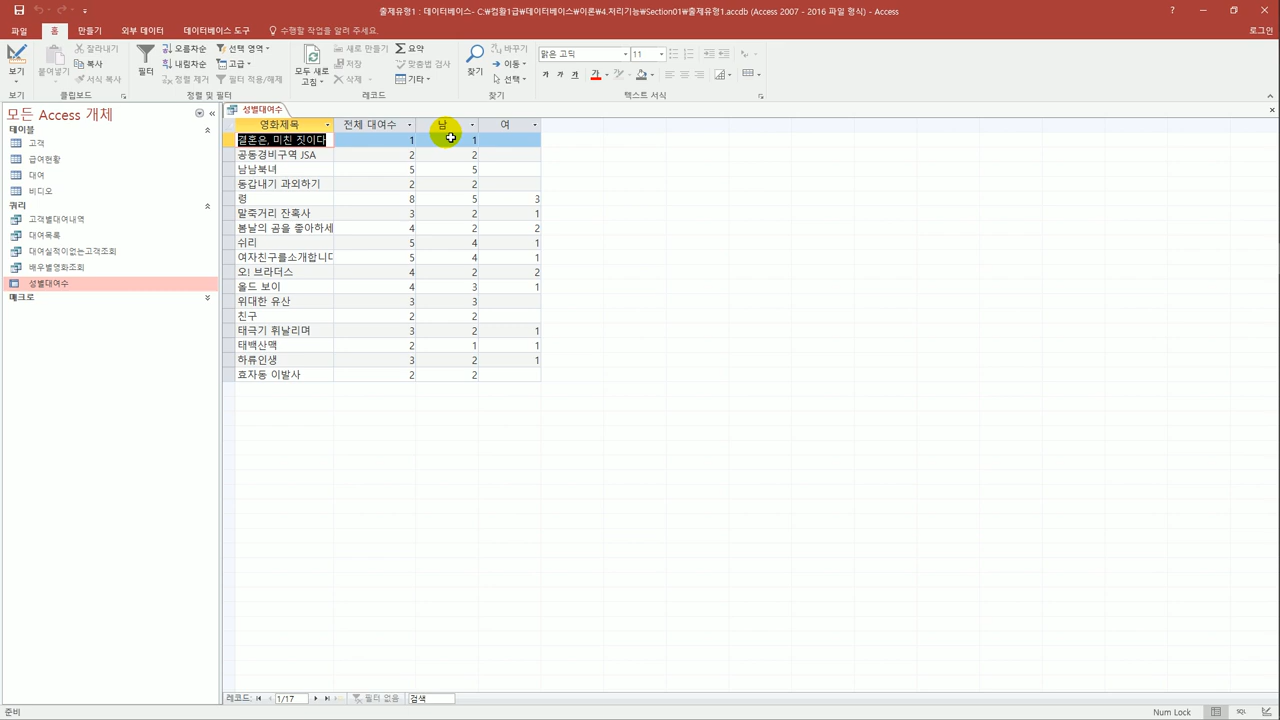 출제유형1 : 데이터베이스- C:₩컴활1급₩데이터베이스₩이론₩4.처리기능₩Section01₩출제유형1.accdb (Access 2007 - 2016 파일 형식) - Access
로그인
파일 홈 만들기 외부 데이터 데이터베이스 도구 수행할 작업을 알려 주세요.
보기
붙여넣기
잘라내기
복사
서식 복사
필터
오름차순
내림차순
정렬 제거
선택 영역
고급
필터 적용/해제
모두 새로 고침
새로 만들기
저장
삭제
요약
맞춤법 검사
기타
찾기
바꾸기
이동
선택
맑은 고딕 11
가 가 가 가
보기 클립보드 정렬 및 필터 레코드 찾기 텍스트 서식
모든 Access 개체
테이블
고객
급여현황
대여
비디오
쿼리
고객별대여내역
대여목록
대여실적이없는고객조회
배우별영화조회
성별대여수
매크로
성별대여수
영화제목 전체 대여수 남 여
결혼은, 미친 짓이다 1 1
공동경비구역 JSA 2 2
남남북녀 5 5
동갑내기 과외하기 2 2
령 8 5 3
말죽거리 잔혹사 3 2 1
봄날의 곰을 좋아하세 4 2 2
쉬리 5 4 1
여자친구를소개합니다 5 4 1
오! 브라더스 4 2 2
올드 보이 4 3 1
위대한 유산 3 3
친구 2 2
태극기 휘날리며 3 2 1
태백산맥 2 1 1
하류인생 3 2 1
효자동 이발사 2 2
레코드: 1/17 필터 없음 검색
준비 Num Lock SQL